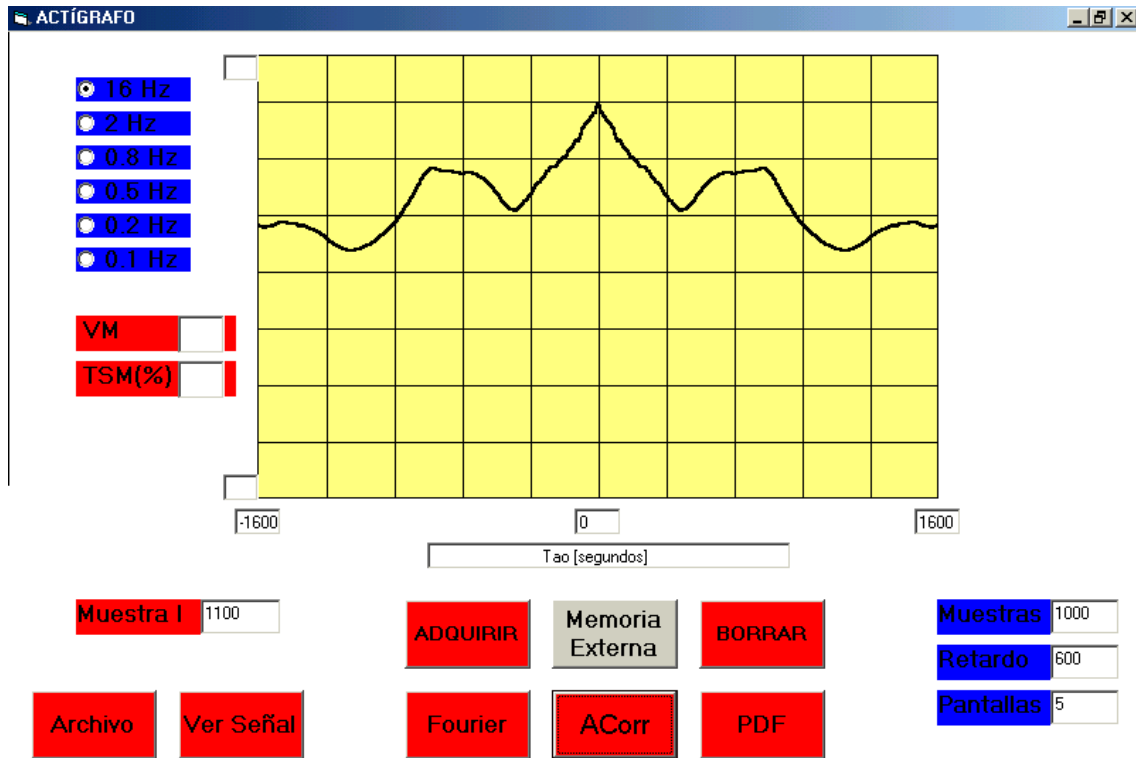 ACTÍGRAFO
16 Hz
2 Hz
0.8 Hz
0.5 Hz
0.2 Hz
0.1 Hz
VM
TSM(%)
-1600
0
1600
Tao [segundos]
Muestra I
1100
ADQUIRIR
Memoria
Externa
BORRAR
Muestras
1000
Retardo
600
Pantallas
5
Archivo
Ver Señal
Fourier
ACorr
PDF